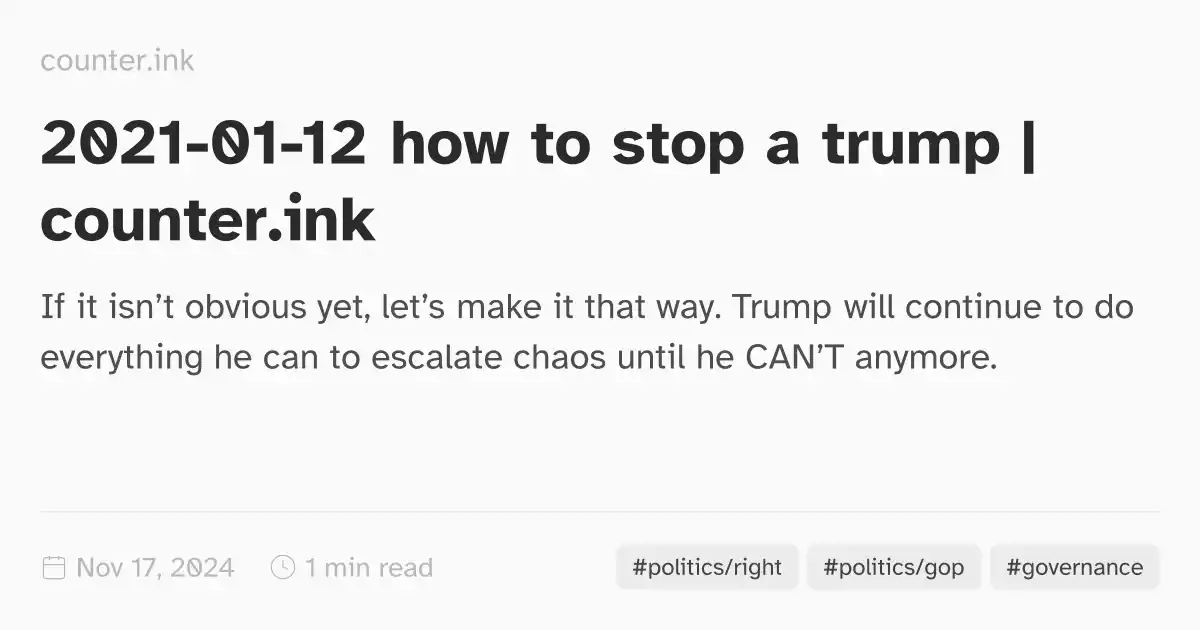 counter.ink
2021-01-12 how to stop a trump |
counter.ink
If it isn’t obvious yet, let’s make it that way. Trump will continue to do
everything he can to escalate chaos until he CAN’T anymore.
Nov 17, 2024 1 min read #politics/right #politics/gop #governance